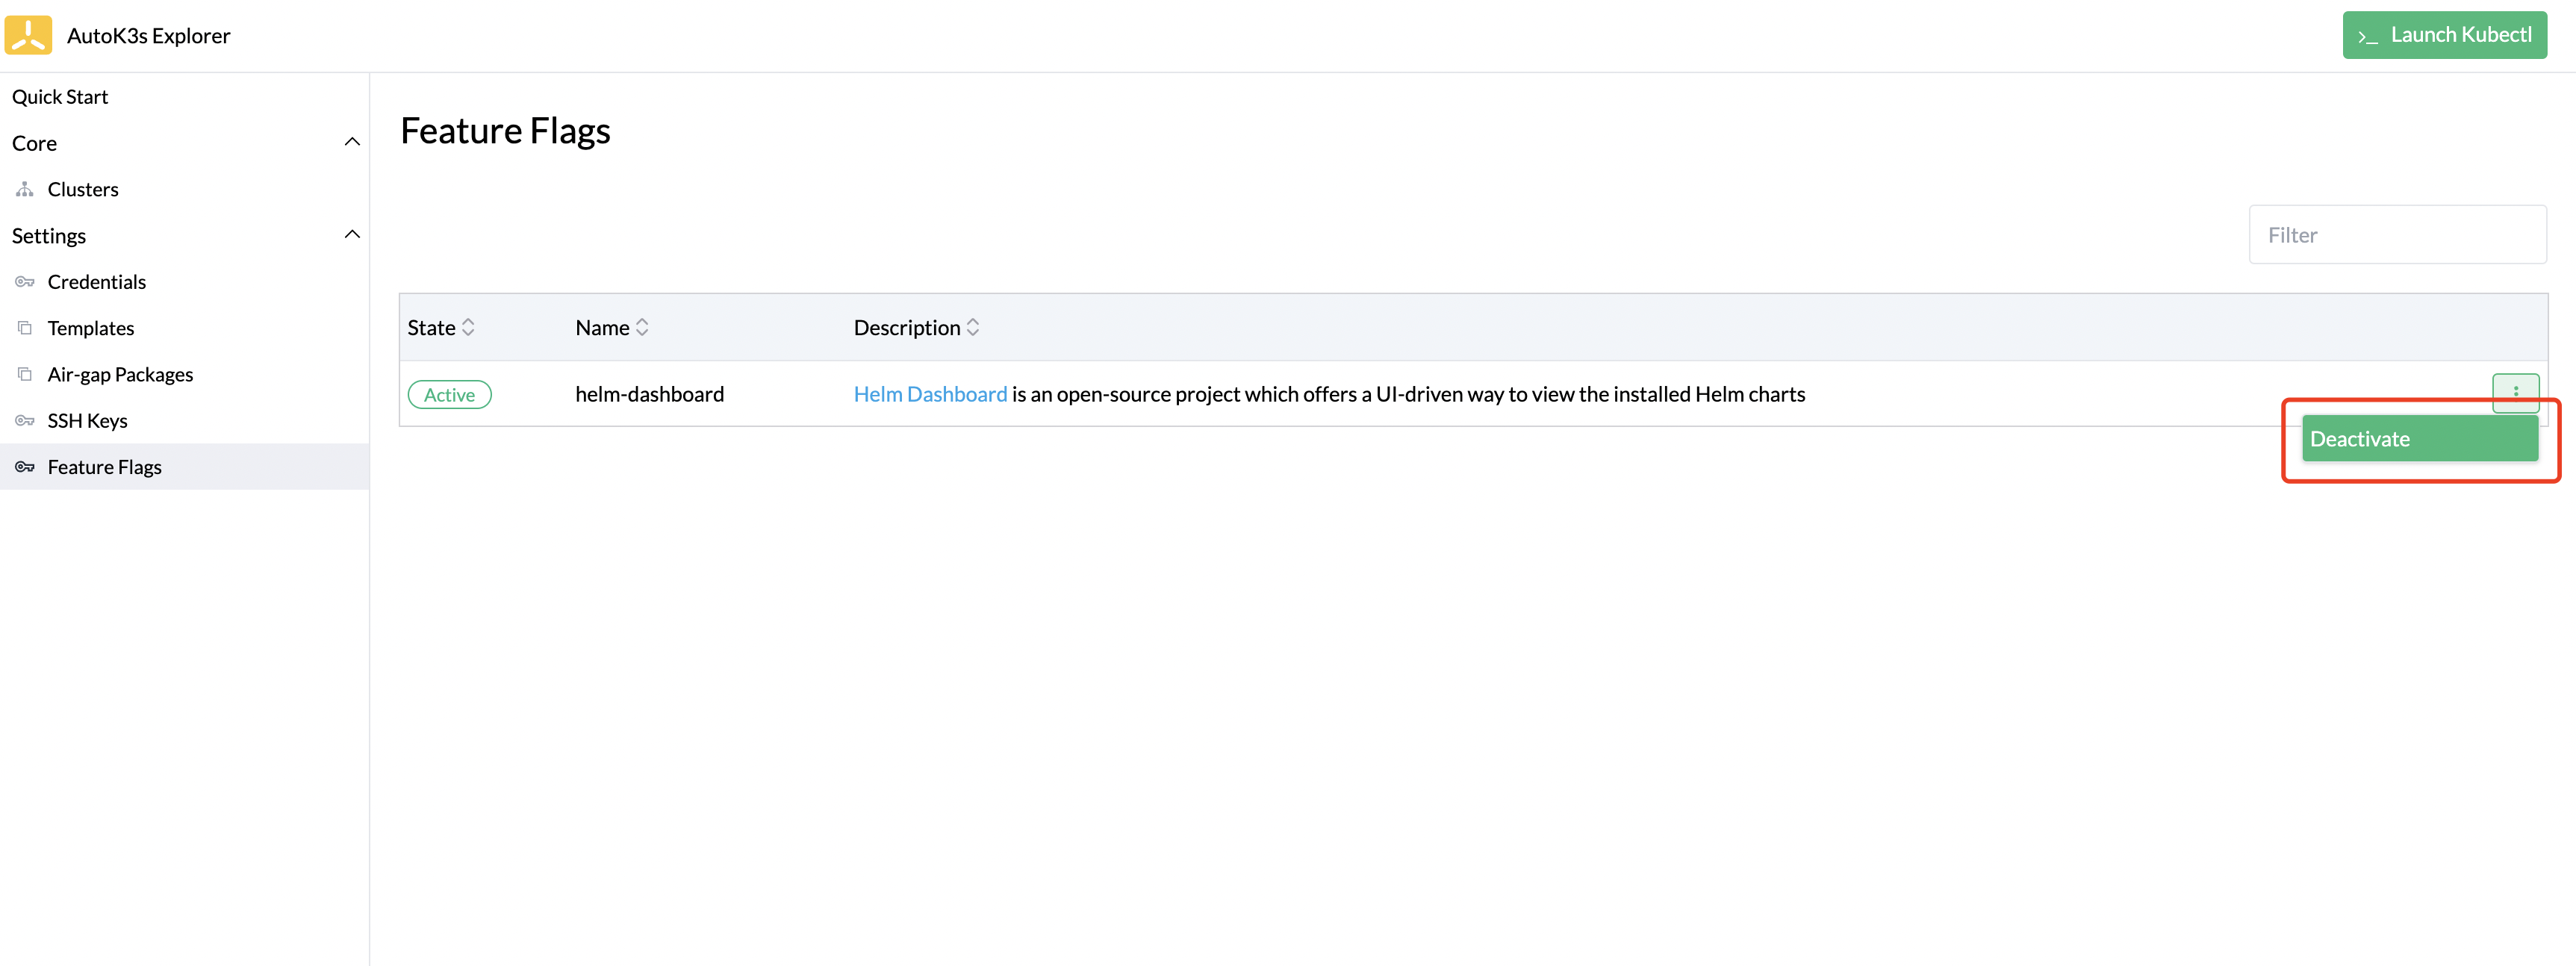 AutoK3s Explorer
>_ Launch Kubectl
Quick Start
Core
Clusters
Settings
Credentials
Templates
Air-gap Packages
SSH Keys
Feature Flags
Feature Flags
Filter
State Name Description
Active helm-dashboard Helm Dashboard is an open-source project which offers a UI-driven way to view the installed Helm charts
Deactivate